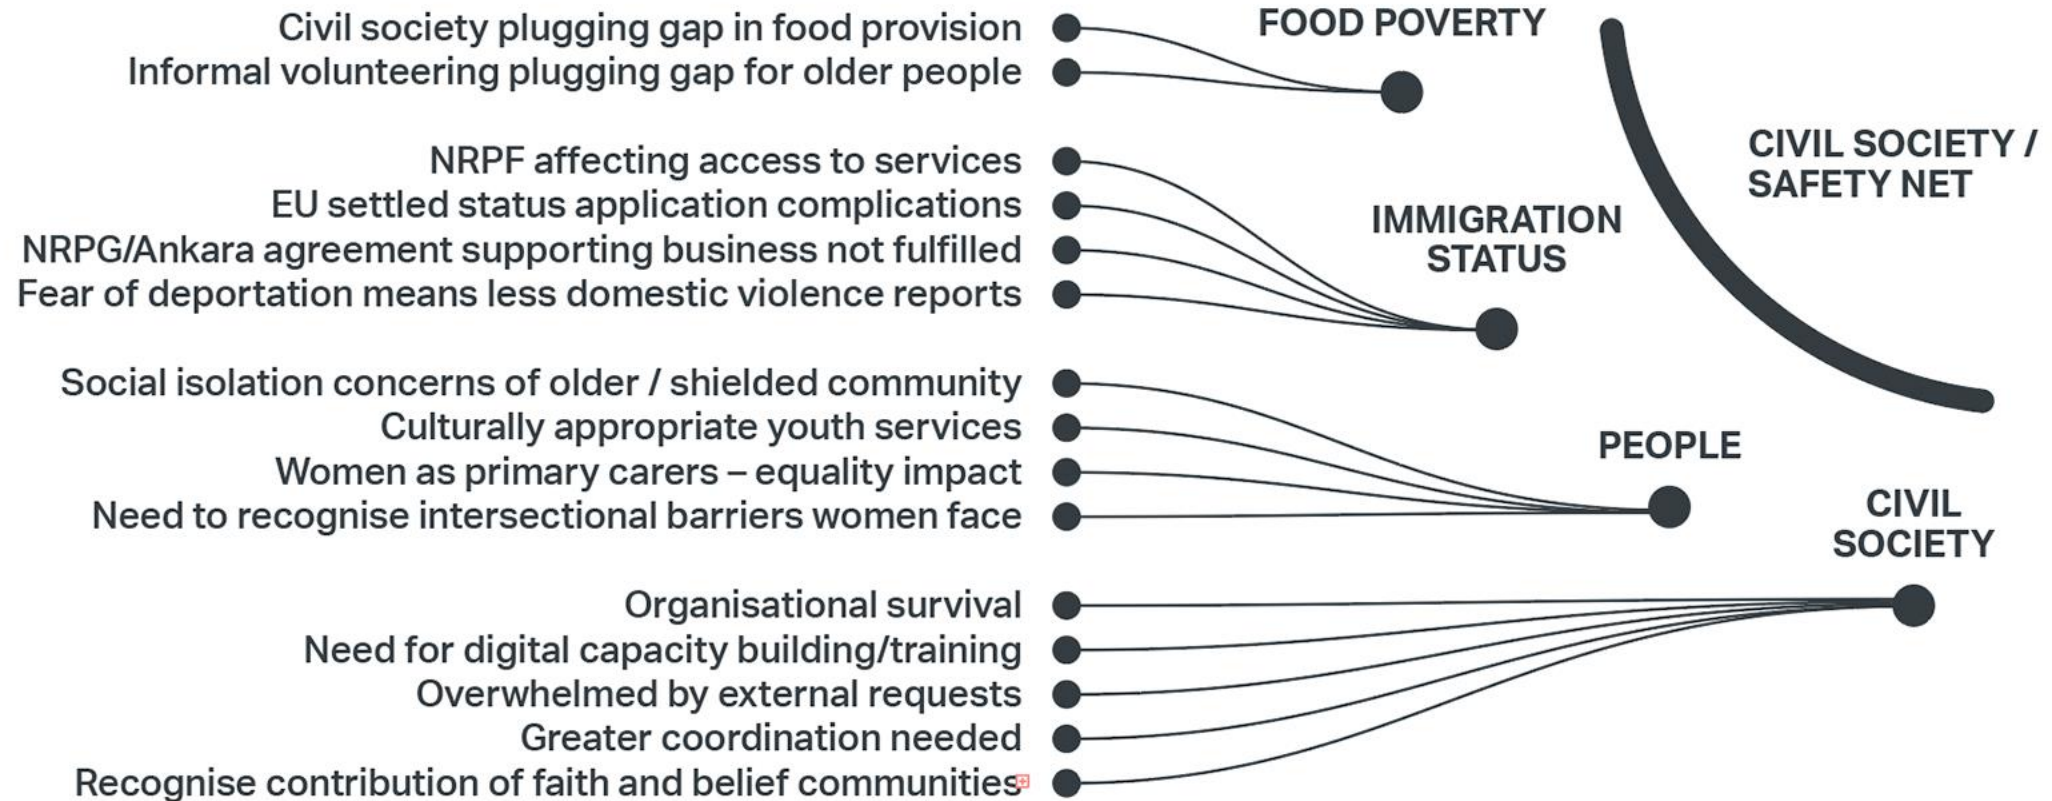 Civil society plugging gap in food provision
Informal volunteering plugging gap for older people
FOOD POVERTY
NRPF affecting access to services
EU settled status application complications
NRPG/Ankara agreement supporting business not fulfilled
Fear of deportation means less domestic violence reports
IMMIGRATION
STATUS
CIVIL SOCIETY /
SAFETY NET
Social isolation concerns of older / shielded community
Culturally appropriate youth services
Women as primary carers – equality impact
Need to recognise intersectional barriers women face
PEOPLE
Organisational survival
Need for digital capacity building/training
Overwhelmed by external requests
Greater coordination needed
Recognise contribution of faith and belief communities
CIVIL
SOCIETY